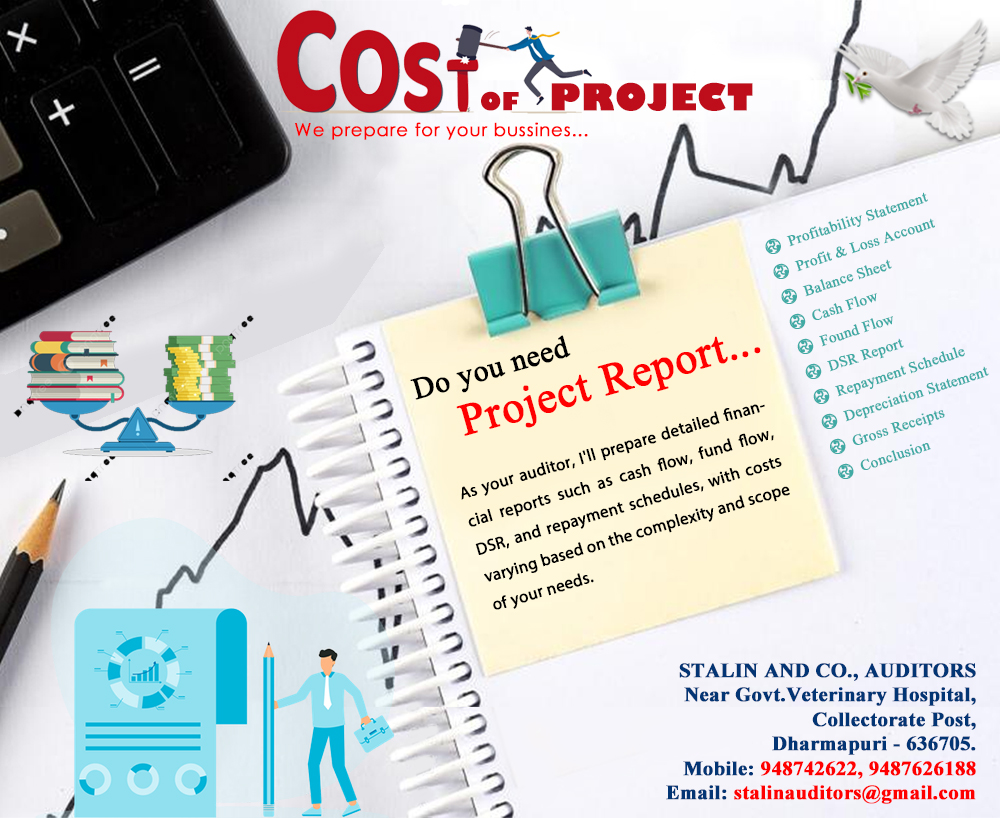 COST OF PROJECT
We prepare for your bussines...
Profitability Statement
Profit & Loss Account
Balance Sheet
Cash Flow
Found Flow
DSR Report
Repayment Schedule
Depreciation Statement
Gross Receipts
Conclusion
Do you need
Project Report...
As your auditor, I'll prepare detailed finan-
cial reports such as cash flow, fund flow,
DSR, and repayment schedules, with costs
varying based on the complexity and scope
of your needs.
STALIN AND CO., AUDITORS
Near Govt.Veterinary Hospital,
Collectorate Post,
Dharmapuri - 636705.
Mobile: 948742622, 9487626188
Email: stalinauditors@gmail.com